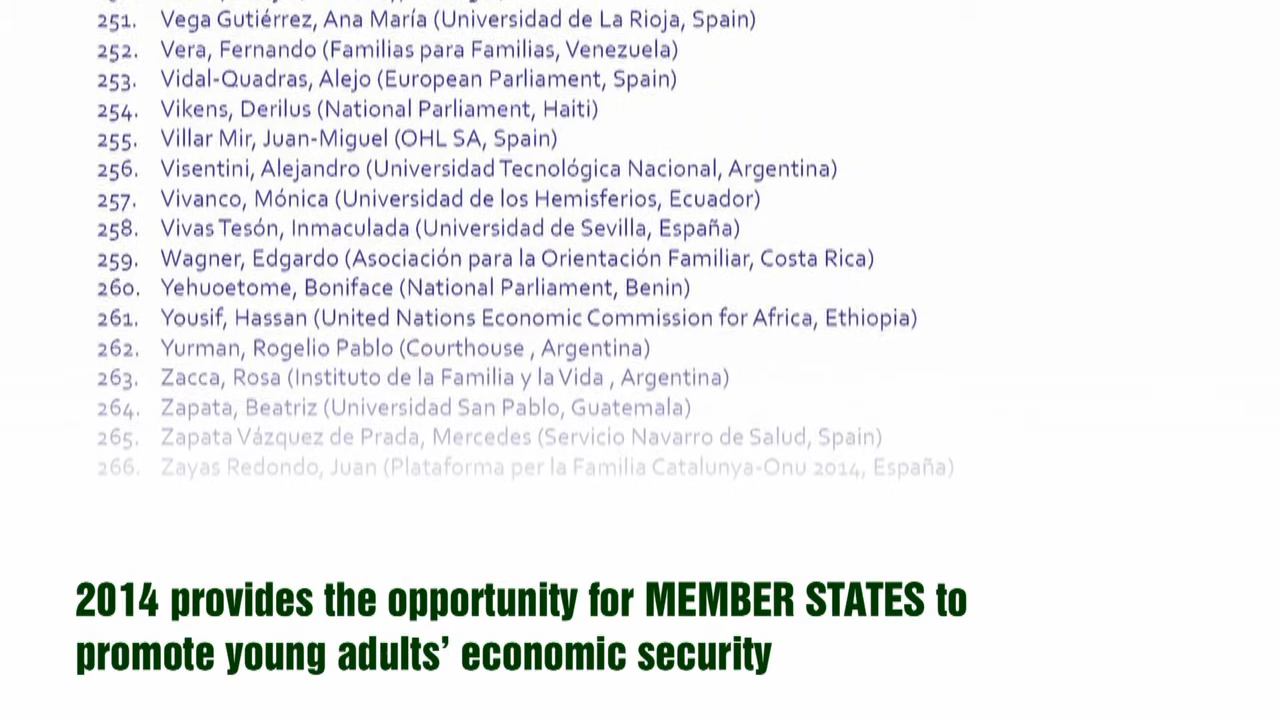 251. Vega Gutiérrez, Ana María (Universidad de La Rioja, Spain)
252. Vera, Fernando (Familias para Familias, Venezuela)
253. Vidal-Quadras, Alejo (European Parliament, Spain)
254. Vikens, Derilus (National Parliament, Haiti)
255. Villar Mir, Juan-Miguel (OHL SA, Spain)
256. Visentini, Alejandro (Universidad Tecnológica Nacional, Argentina)
257. Vivanco, Mónica (Universidad de los Hemisferios, Ecuador)
258. Vivas Tesón, Inmaculada (Universidad de Sevilla, España)
259. Wagner, Edgardo (Asociación para la Orientación Familiar, Costa Rica)
260. Yehuoetome, Boniface (National Parliament, Benin)
261. Yousif, Hassan (United Nations Economic Commission for Africa, Ethiopia)
262. Yurman, Rogelio Pablo (Courthouse , Argentina)
263. Zacca, Rosa (Instituto de la Familia y la Vida , Argentina)
264. Zapata, Beatriz (Universidad San Pablo, Guatemala)
265. Zapata Vázquez de Prada, Mercedes (Servicio Navarro de Salud, Spain)
266. Zayas Redondo, Juan (Plataforma per la Familia Catalunya-Onu 2014, España)
2014 provides the opportunity for MEMBER STATES to
promote young adults’ economic security